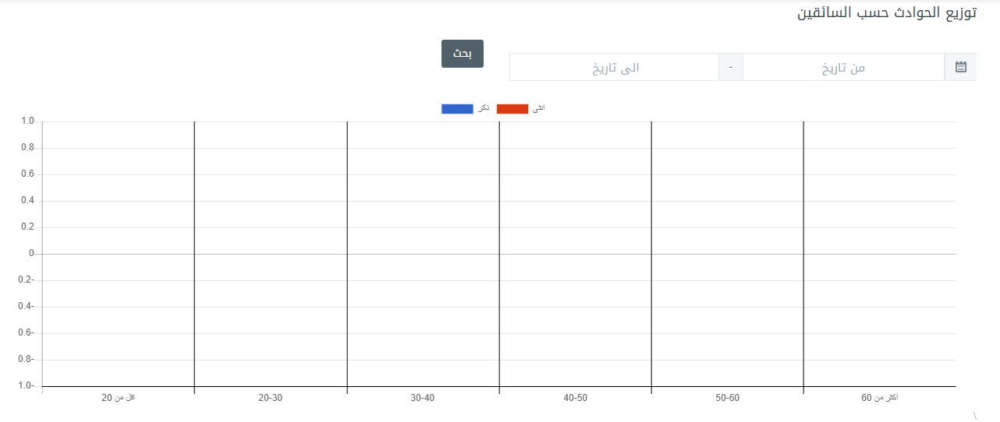 توزيع الحوادث حسب السائقين
من تاريخ - الى تاريخ
بحث
ذكر انثى
1.0
0.8
0.6
0.4
0.2
0
0.2-
0.4-
0.6-
0.8-
1.0-
اقل من 20 20-30 30-40 40-50 50-60 اكثر من 60
\